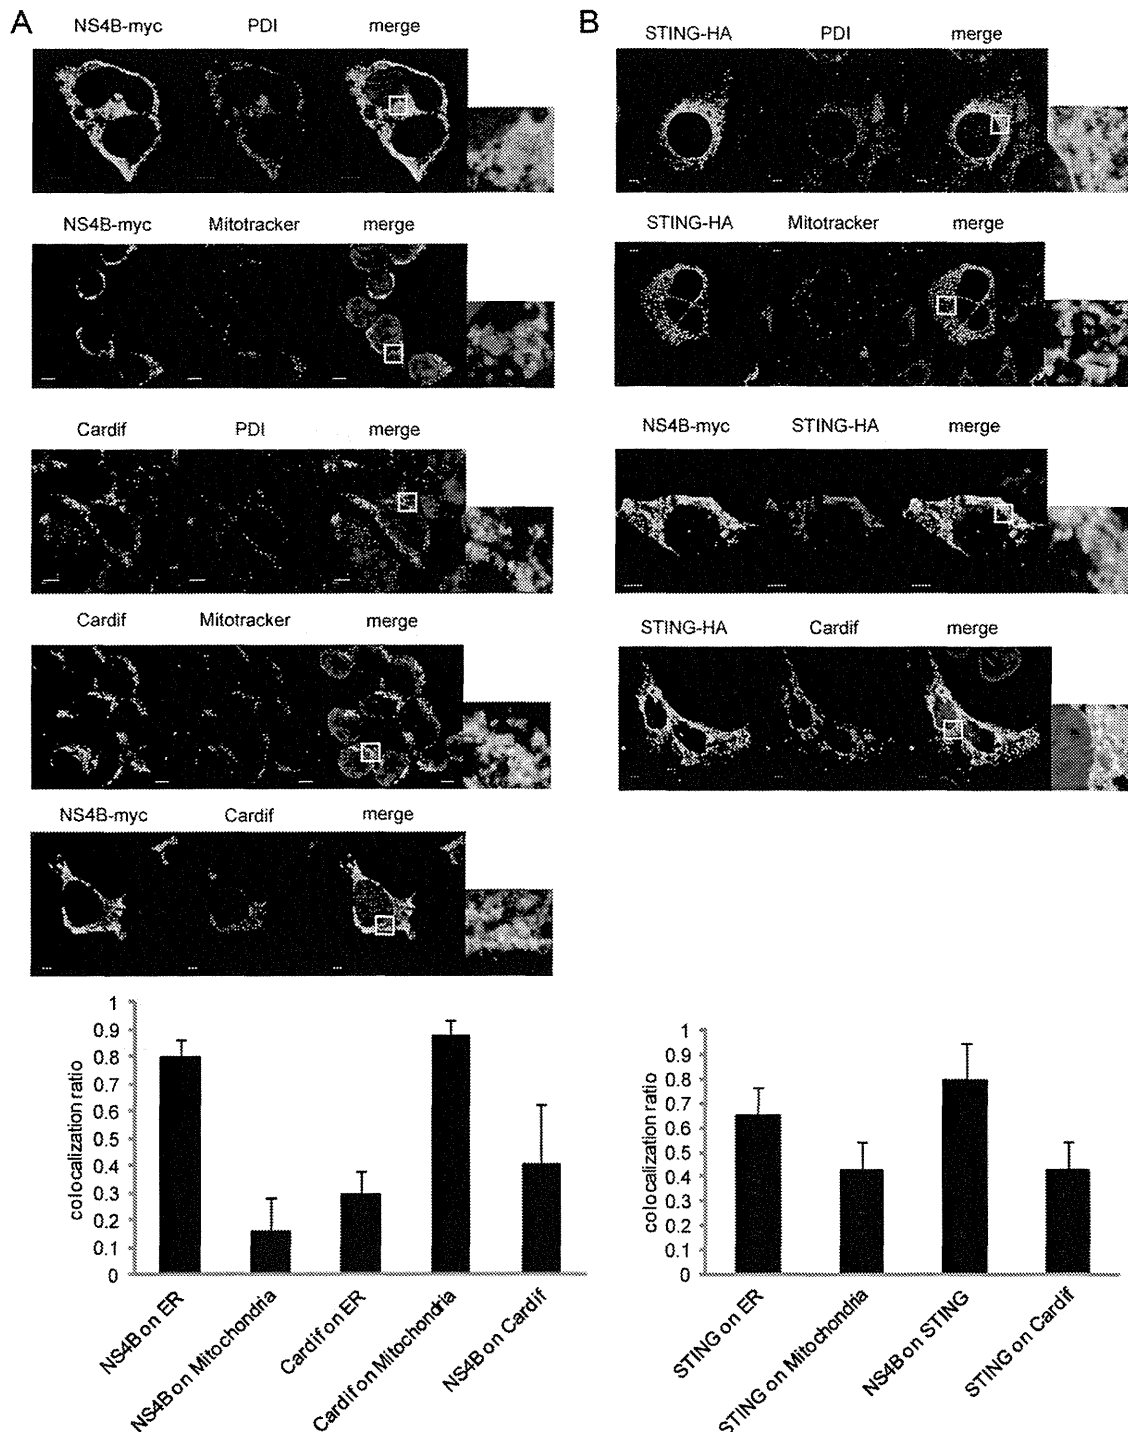 A
NS4B-myc PDI merge
NS4B-myc Mitotracker merge
Cardif PDI merge
Cardif Mitotracker merge
NS4B-myc Cardif merge
colocalization ratio
1
0.9
0.8
0.7
0.6
0.5
0.4
0.3
0.2
0.1
0
NS4B on ER
NS4B on Mitochondria
Cardif on ER
Cardif on Mitochondria
NS4B on Cardif
B
STING-HA PDI merge
STING-HA Mitotracker merge
NS4B-myc STING-HA merge
STING-HA Cardif merge
colocalization ratio
1
0.9
0.8
0.7
0.6
0.5
0.4
0.3
0.2
0.1
0
STING on ER
STING on Mitochondria
NS4B on STING
STING on Cardif